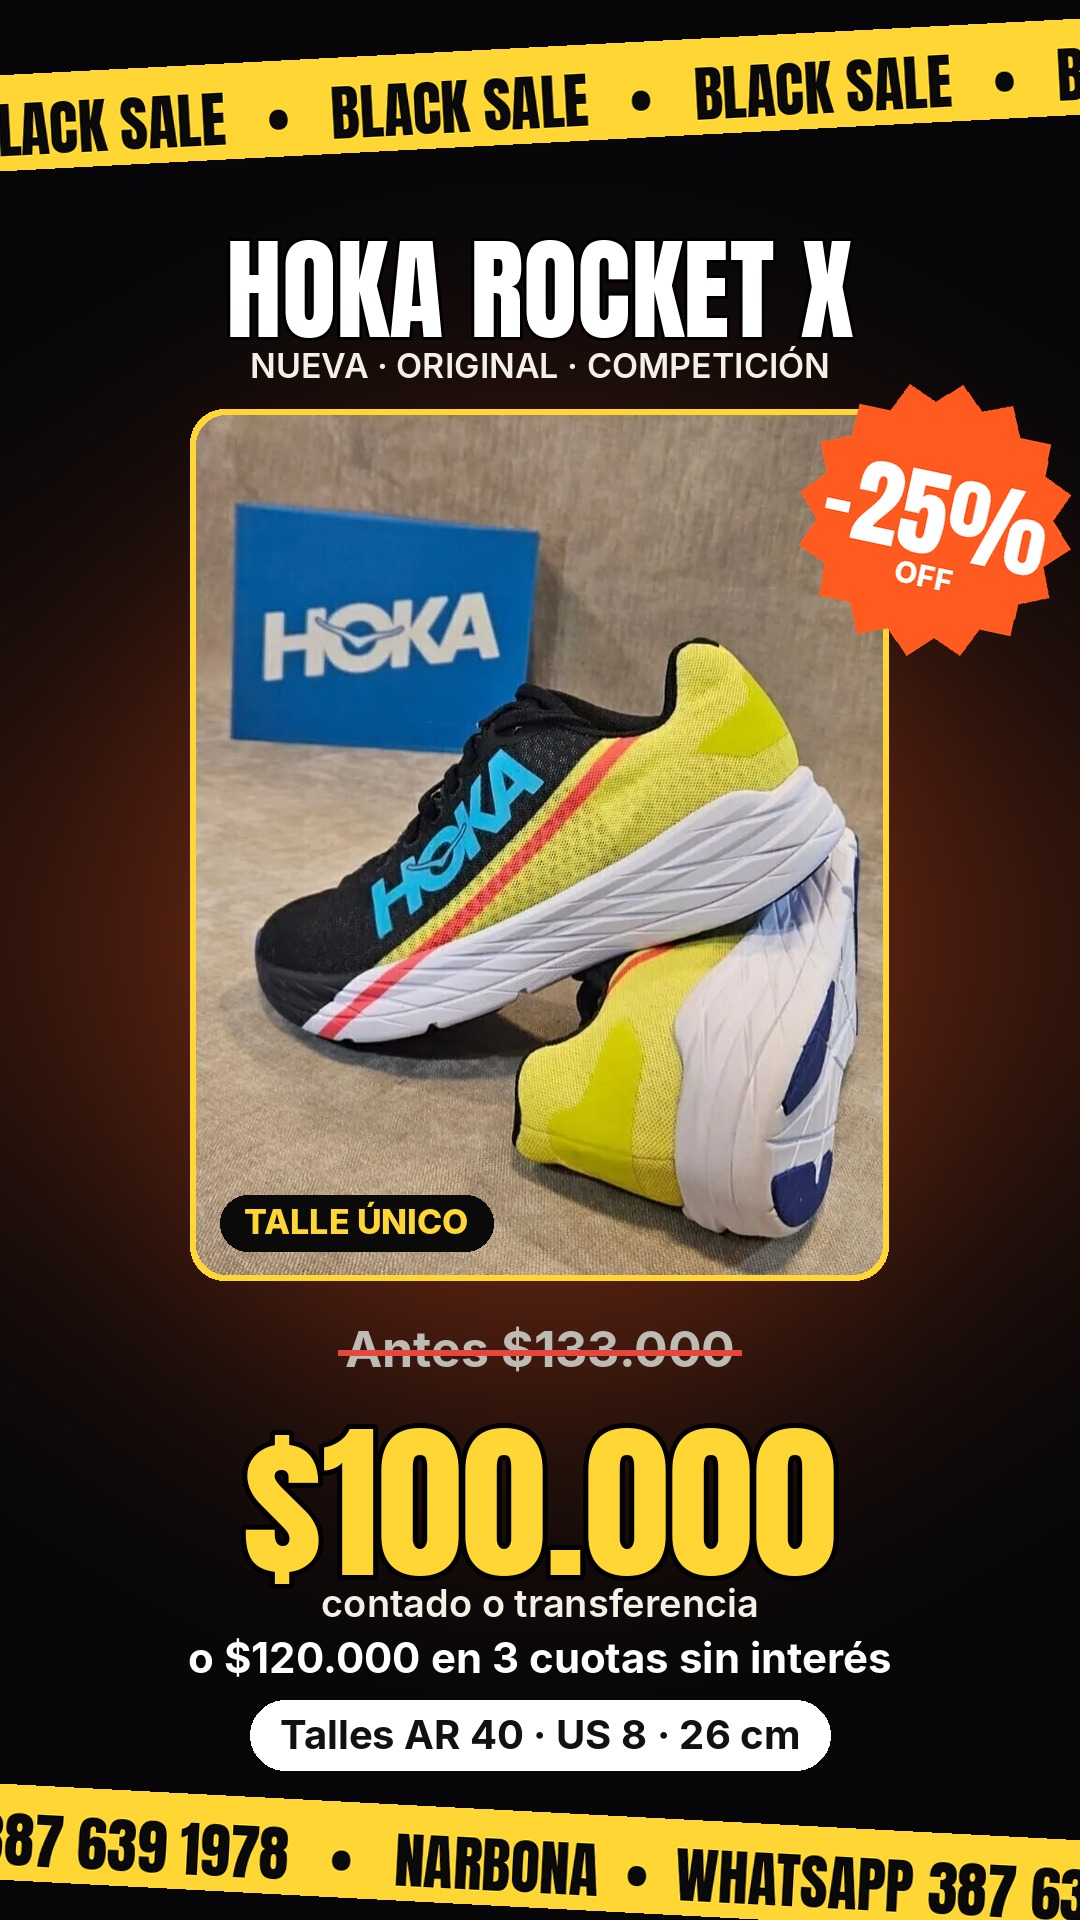 LACK SALE • BLACK SALE • BLACK SALE • B
HOKA ROCKET X
NUEVA · ORIGINAL · COMPETICIÓN
-25%
OFF
HOKA
HOKA
TALLE ÚNICO
Antes $133.000
$100.000
contado o transferencia
o $120.000 en 3 cuotas sin interés
Talles AR 40 · US 8 · 26 cm
387 639 1978 • NARBONA • WHATSAPP 387 63